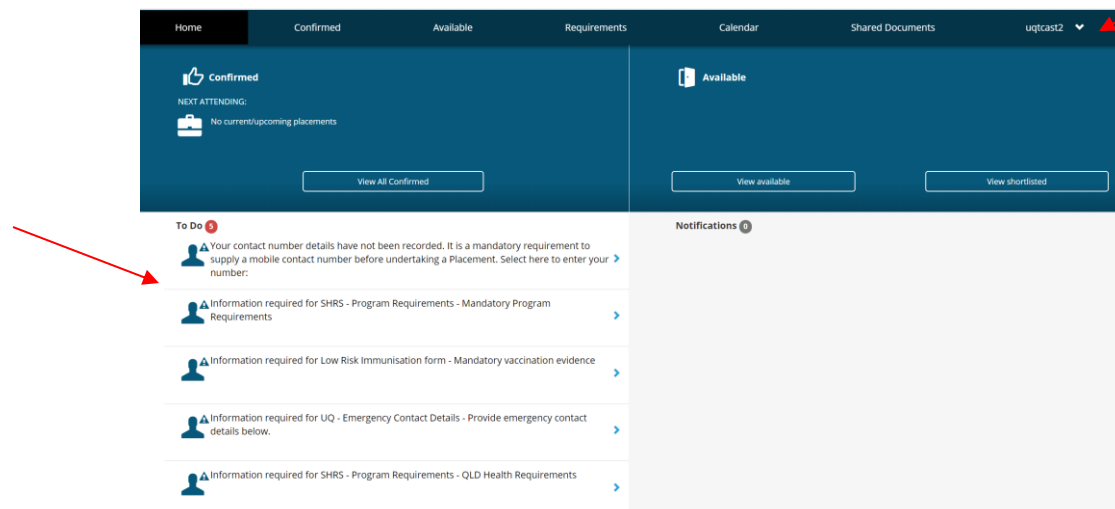 Home Confirmed Available Requirements Calendar Shared Documents uqtcast2
Confirmed
NEXT ATTENDING:
No current/upcoming placements
View All Confirmed
Available
View available View shortlisted
To Do 5
Your contact number details have not been recorded. It is a mandatory requirement to
supply a mobile contact number before undertaking a Placement. Select here to enter your
number:
Information required for SHRS - Program Requirements - Mandatory Program
Requirements
Information required for Low Risk Immunisation form - Mandatory vaccination evidence
Information required for UQ - Emergency Contact Details - Provide emergency contact
details below.
Information required for SHRS - Program Requirements - QLD Health Requirements
Notifications 0